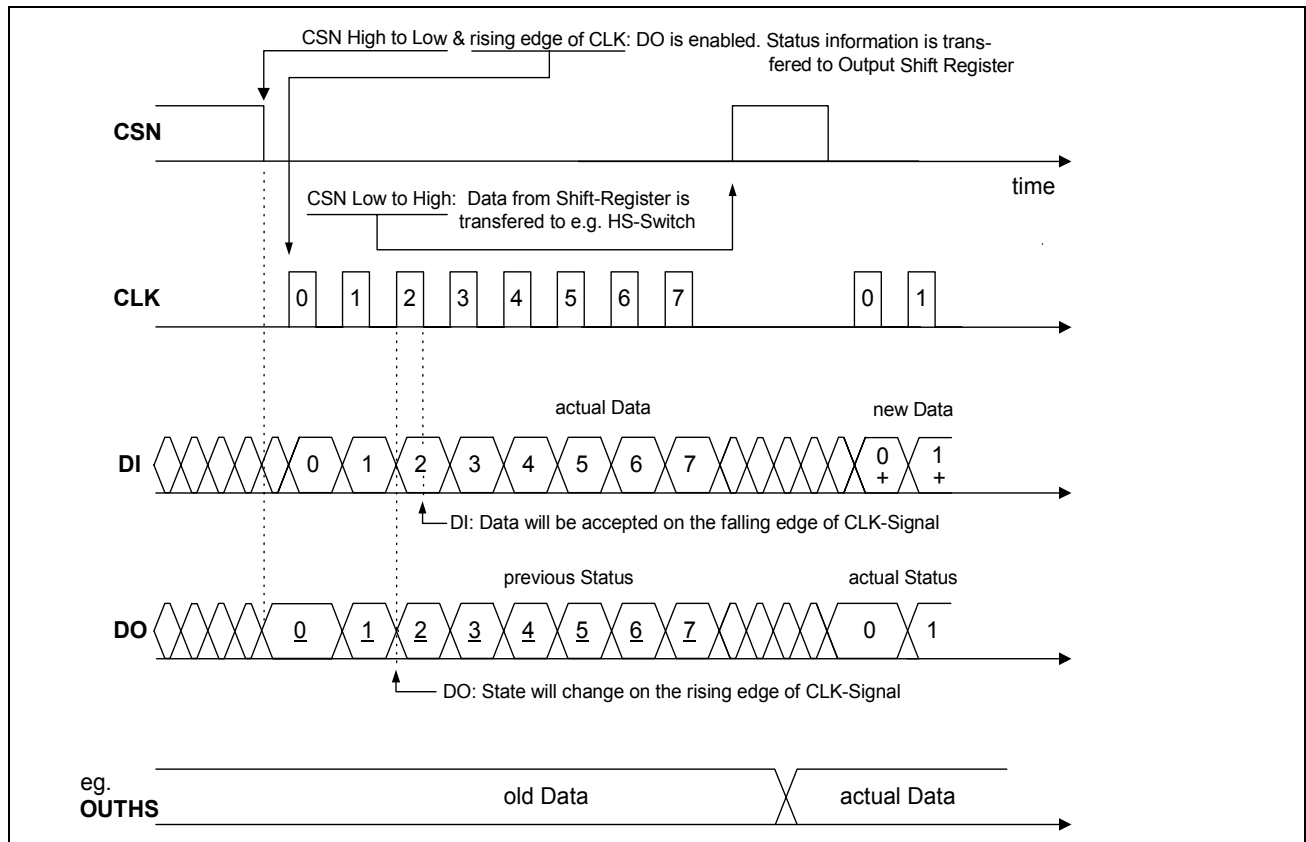 CSN High to Low & rising edge of CLK: DO is enabled. Status information is trans-
fered to Output Shift Register
CSN
time
CSN Low to High: Data from Shift-Register is
transfered to e.g. HS-Switch
CLK
0 1 2 3 4 5 6 7 0 1
actual Data new Data
DI
0 1 2 3 4 5 6 7 0 1
+ +
DI: Data will be accepted on the falling edge of CLK-Signal
previous Status actual Status
DO
0 1 2 3 4 5 6 7 0 1
DO: State will change on the rising edge of CLK-Signal
eg.
OUTHS
old Data actual Data